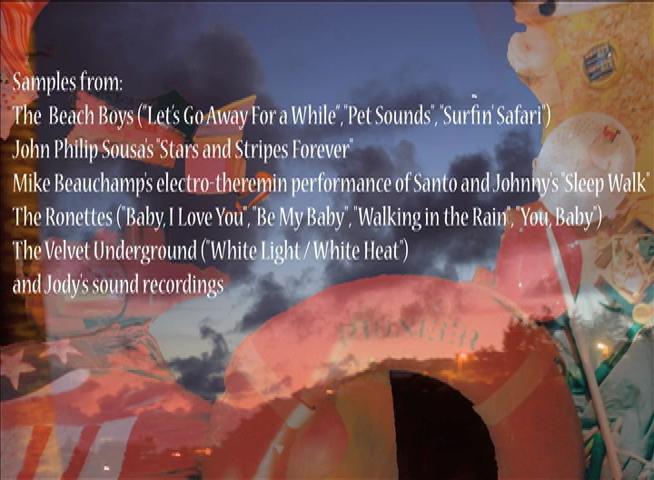 Samples from:
The Beach Boys ("Let's Go Away For a While", "Pet Sounds", "Surfin' Safari")
John Philip Sousa's "Stars and Stripes Forever"
Mike Beauchamp's electro-theremin performance of Santo and Johnny's "Sleep Walk"
The Ronettes ("Baby, I Love You", "Be My Baby", "Walking in the Rain", "You, Baby")
The Velvet Underground ("White Light / White Heat")
and Jody's sound recordings